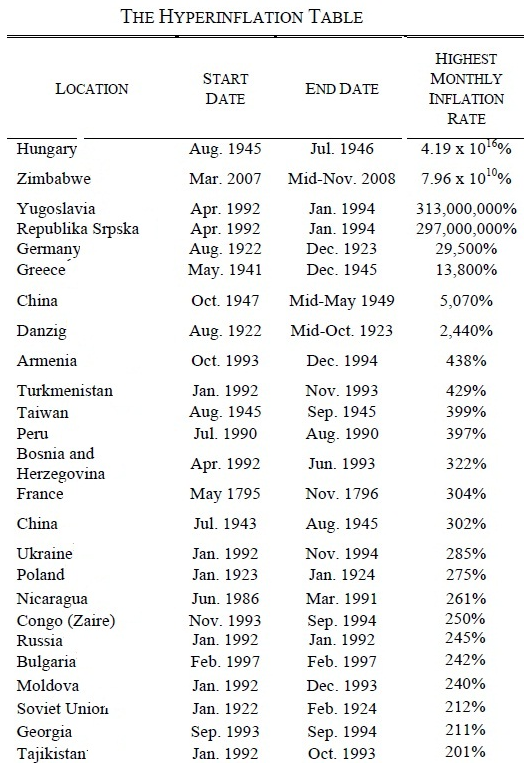 THE HYPERINFLATION TABLE
LOCATION START DATE END DATE HIGHEST MONTHLY INFLATION RATE
Hungary Aug. 1945 Jul. 1946 4.19 x 10¹⁶%
Zimbabwe Mar. 2007 Mid-Nov. 2008 7.96 x 10¹⁰%
Yugoslavia Apr. 1992 Jan. 1994 313,000,000%
Republika Srpska Apr. 1992 Jan. 1994 297,000,000%
Germany Aug. 1922 Dec. 1923 29,500%
Greece May. 1941 Dec. 1945 13,800%
China Oct. 1947 Mid-May 1949 5,070%
Danzig Aug. 1922 Mid-Oct. 1923 2,440%
Armenia Oct. 1993 Dec. 1994 438%
Turkmenistan Jan. 1992 Nov. 1993 429%
Taiwan Aug. 1945 Sep. 1945 399%
Peru Jul. 1990 Aug. 1990 397%
Bosnia and Herzegovina Apr. 1992 Jun. 1993 322%
France May 1795 Nov. 1796 304%
China Jul. 1943 Aug. 1945 302%
Ukraine Jan. 1992 Nov. 1994 285%
Poland Jan. 1923 Jan. 1924 275%
Nicaragua Jun. 1986 Mar. 1991 261%
Congo (Zaire) Nov. 1993 Sep. 1994 250%
Russia Jan. 1992 Jan. 1992 245%
Bulgaria Feb. 1997 Feb. 1997 242%
Moldova Jan. 1992 Dec. 1993 240%
Soviet Union Jan. 1922 Feb. 1924 212%
Georgia Sep. 1993 Sep. 1994 211%
Tajikistan Jan. 1992 Oct. 1993 201%